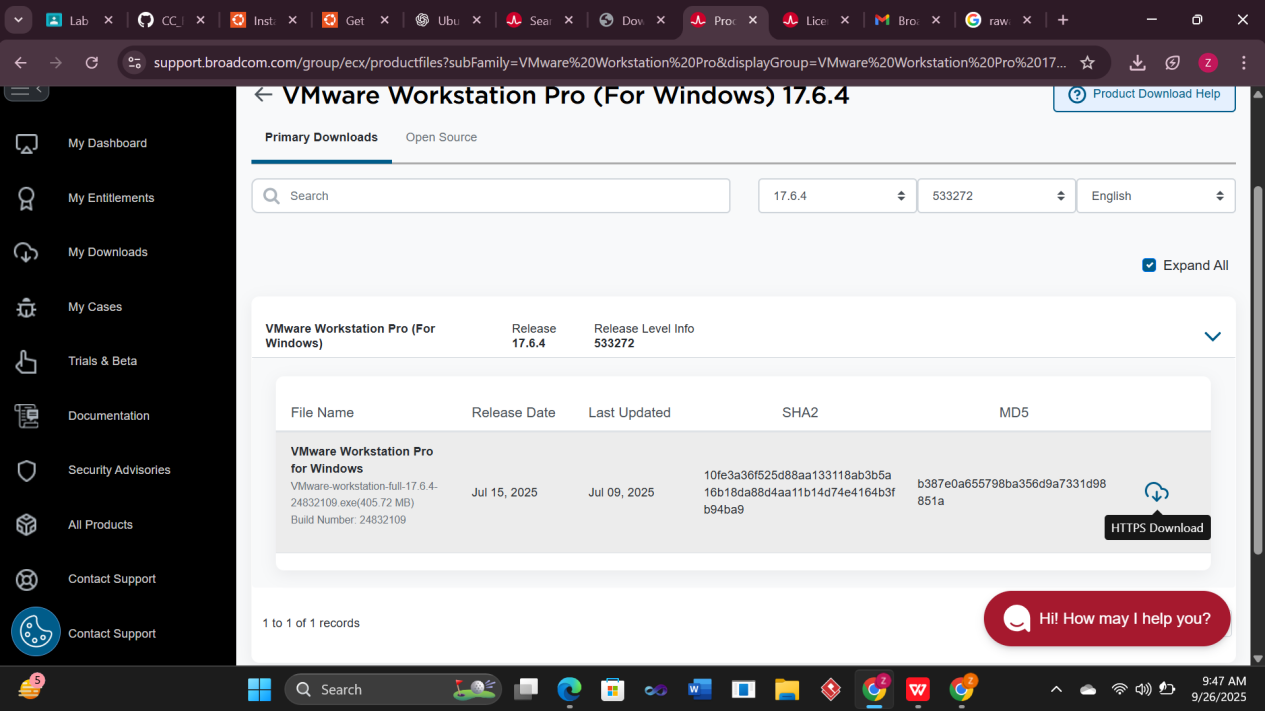 Lab
CC_
Insta
Get
Ubu
Sear
Dow
Proc
Lice
Broa
raw
support.broadcom.com/group/ecx/productfiles?subFamily=VMware%20Workstation%20Pro&displayGroup=VMware%20Workstation%20Pro%2017...
Z
VMware Workstation Pro (For Windows) 17.6.4
Product Download Help
Primary Downloads
Open Source
My Dashboard
My Entitlements
My Downloads
My Cases
Trials & Beta
Documentation
Security Advisories
All Products
Contact Support
Contact Support
Search
17.6.4
533272
English
Expand All
VMware Workstation Pro (For
Windows)
Release
17.6.4
Release Level Info
533272
File Name
Release Date
Last Updated
SHA2
MD5
VMware Workstation Pro
for Windows
VMware-workstation-full-17.6.4-
24832109.exe(405.72 MB)
Build Number: 24832109
Jul 15, 2025
Jul 09, 2025
10fe3a36f525d88aa133118ab3b5a
16b18da88d4aa11b14d74e4164b3f
b94ba9
b387e0a655798ba356d9a7331d98
851a
HTTPS Download
1 to 1 of 1 records
Hi! How may I help you?
5
Search
Z
Z
9:47 AM
9/26/2025